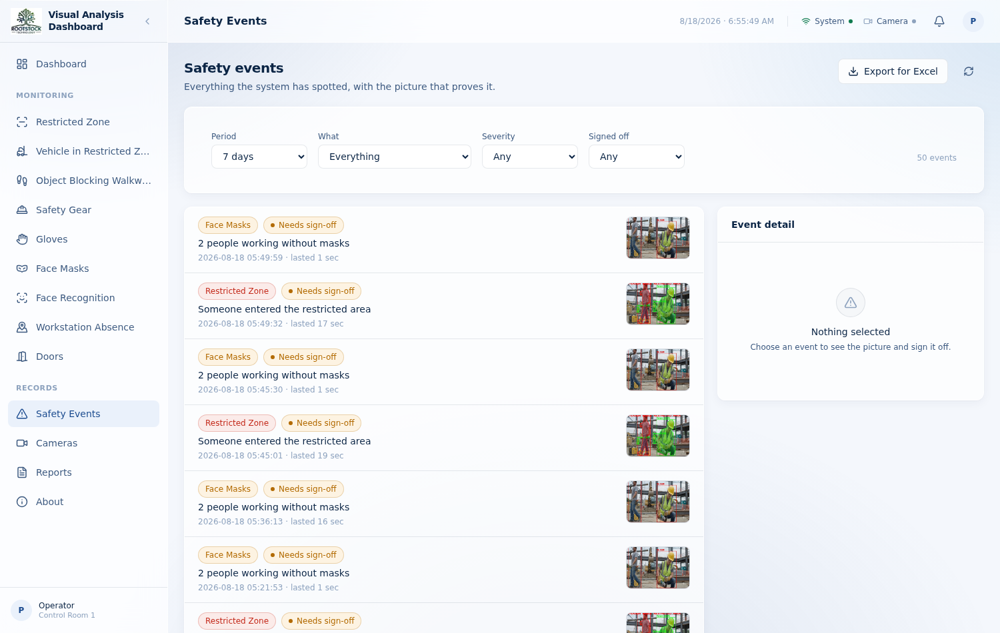 ROOTSTOCK
TECHNOLOGY
Visual Analysis
Dashboard
Safety Events
8/18/2026 · 6:55:49 AM
System
Camera
P
Dashboard
MONITORING
Restricted Zone
Vehicle in Restricted Z...
Object Blocking Walkw...
Safety Gear
Gloves
Face Masks
Face Recognition
Workstation Absence
Doors
RECORDS
Safety Events
Cameras
Reports
About
P
Operator
Control Room 1
Safety events
Everything the system has spotted, with the picture that proves it.
Export for Excel
Period
What
Severity
Signed off
7 days
Everything
Any
Any
50 events
Face Masks
Needs sign-off
2 people working without masks
2026-08-18 05:49:59 · lasted 1 sec
Restricted Zone
Needs sign-off
Someone entered the restricted area
2026-08-18 05:49:32 · lasted 17 sec
Face Masks
Needs sign-off
2 people working without masks
2026-08-18 05:45:30 · lasted 1 sec
Restricted Zone
Needs sign-off
Someone entered the restricted area
2026-08-18 05:45:01 · lasted 19 sec
Face Masks
Needs sign-off
2 people working without masks
2026-08-18 05:36:13 · lasted 16 sec
Face Masks
Needs sign-off
2 people working without masks
2026-08-18 05:21:53 · lasted 1 sec
Restricted Zone
Needs sign-off
Event detail
Nothing selected
Choose an event to see the picture and sign it off.